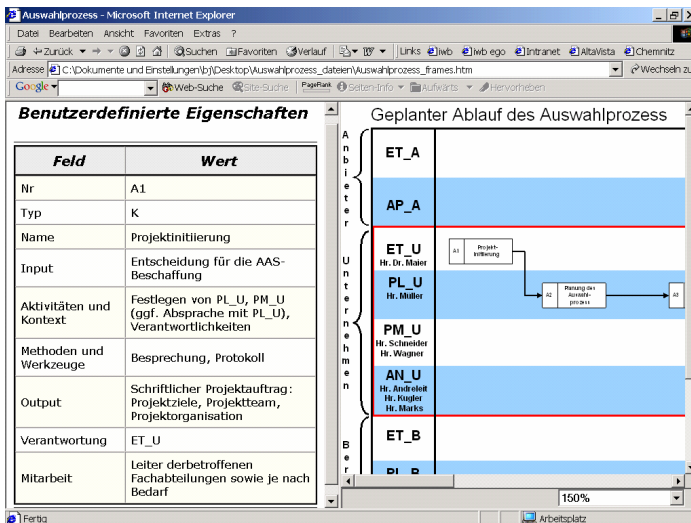 Auswahlprozess - Microsoft Internet Explorer
Datei Bearbeiten Ansicht Favoriten Extras ?
Zurück Suchen Favoriten Verlauf Links iwb iwb ego Intranet AltaVista Chemnitz
Adresse C:\Dokumente und Einstellungen\bj\Desktop\Auswahlprozess_dateien\Auswahlprozess_frames.htm Wechseln zu
Google Web-Suche Site-Suche PageRank Seiten-Info Aufwärts Hervorheben
Benutzerdefinierte Eigenschaften
Feld Wert
Nr A1
Typ K
Name Projektinitiierung
Input Entscheidung für die AAS-
Beschaffung
Aktivitäten und
Kontext
Festlegen von PL_U, PM_U
(ggf. Absprache mit PL_U),
Verantwortlichkeiten
Methoden und
Werkzeuge
Besprechung, Protokoll
Output
Schriftlicher Projektauftrag:
Projektziele, Projektteam,
Projektorganisation
Verantwortung ET_U
Mitarbeit
Leiter derbetroffenen
Fachabteilungen sowie je nach
Bedarf
Geplanter Ablauf des Auswahlprozess
Anbieter
ET_A
AP_A
Unternehmen
ET_U
Hr. Dr. Maier
A1 Projekt-
initiierung
PL_U
Hr. Müller
A2 Planung des
Auswahl-
prozess
A3
PM_U
Hr. Schneider
Hr. Wagner
AN_U
Hr. Andreleit
Hr. Kugler
Hr. Marks
Ber
ET_B
PL_B
150%
Fertig Arbeitsplatz